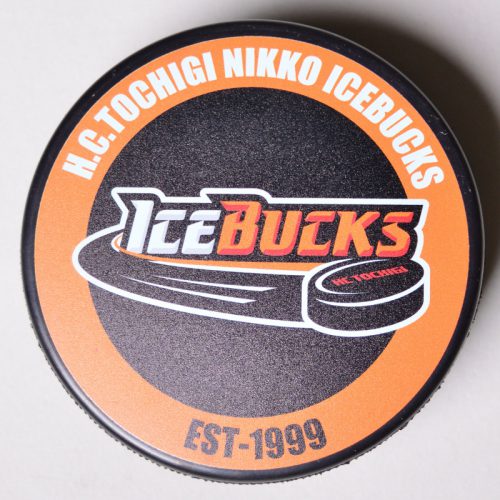 H.C.TOCHIGI NIKKO ICEBUCKS
ICEBUCKS
HC TOCHIGI
EST-1999